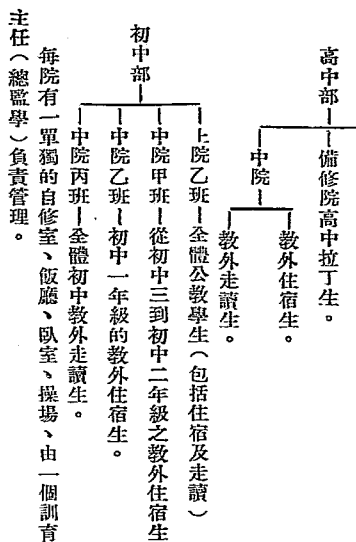 高中部
備修院高中拉丁生。
中院
教外住宿生。
教外走讀生。
初中部
上院乙班—全體公教學生(包括住宿及走讀)
中院甲班—從初中三到初中二年級之教外住宿生
中院乙班—初中一年級的教外住宿生。
中院丙班—全體初中教外走讀生。
每院有一單獨的自修室、飯廳、臥室、操場、由一個訓育
主任(總監學)負責管理。